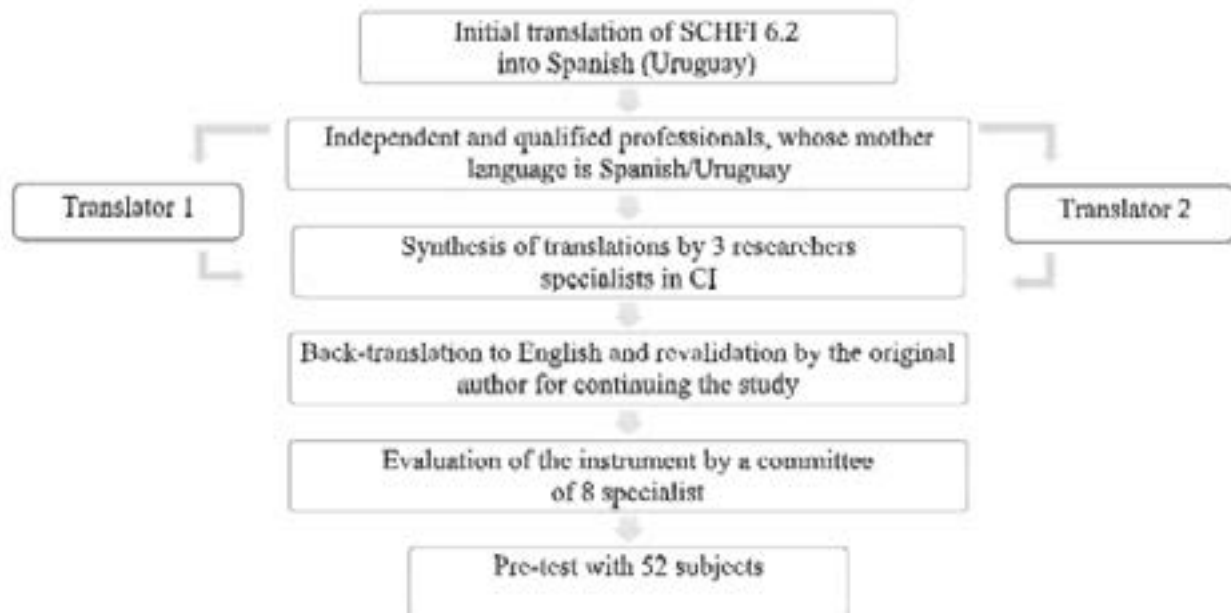 Initial translation of SCHFI 6.2
into Spanish (Uruguay)
Independent and qualified professionals, whose mother
language is Spanish/Uruguay
Translator 1
Translator 2
Synthesis of translations by 3 researchers
specialists in CI
Back-translation to English and revalidation by the original
author for continuing the study
Evaluation of the instrument by a committee
of 8 specialist
Pre-test with 52 subjects